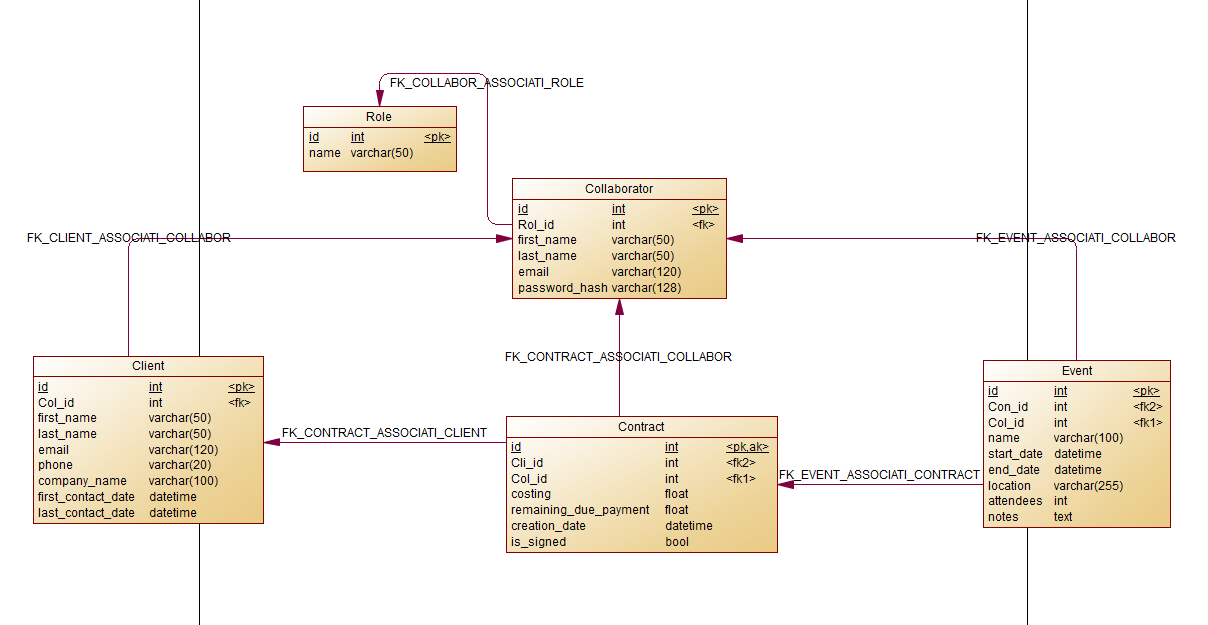 FK_COLLABOR_ASSOCIATI_ROLE
Role
id int <pk>
name varchar(50)
Collaborator
id int <pk>
Rol_id int <fk>
first_name varchar(50)
last_name varchar(50)
email varchar(120)
password_hash varchar(128)
FK_CLIENT_ASSOCIATI_COLLABOR
FK_EVENT_ASSOCIATI_COLLABOR
FK_CONTRACT_ASSOCIATI_COLLABOR
Client
id int <pk>
Col_id int <fk>
first_name varchar(50)
last_name varchar(50)
email varchar(120)
phone varchar(20)
company_name varchar(100)
first_contact_date datetime
last_contact_date datetime
FK_CONTRACT_ASSOCIATI_CLIENT
Contract
id int <pk,ak>
Cli_id int <fk2>
Col_id int <fk1>
costing float
remaining_due_payment float
creation_date datetime
is_signed bool
FK_EVENT_ASSOCIATI_CONTRACT
Event
id int <pk>
Con_id int <fk2>
Col_id int <fk1>
name varchar(100)
start_date datetime
end_date datetime
location varchar(255)
attendees int
notes text